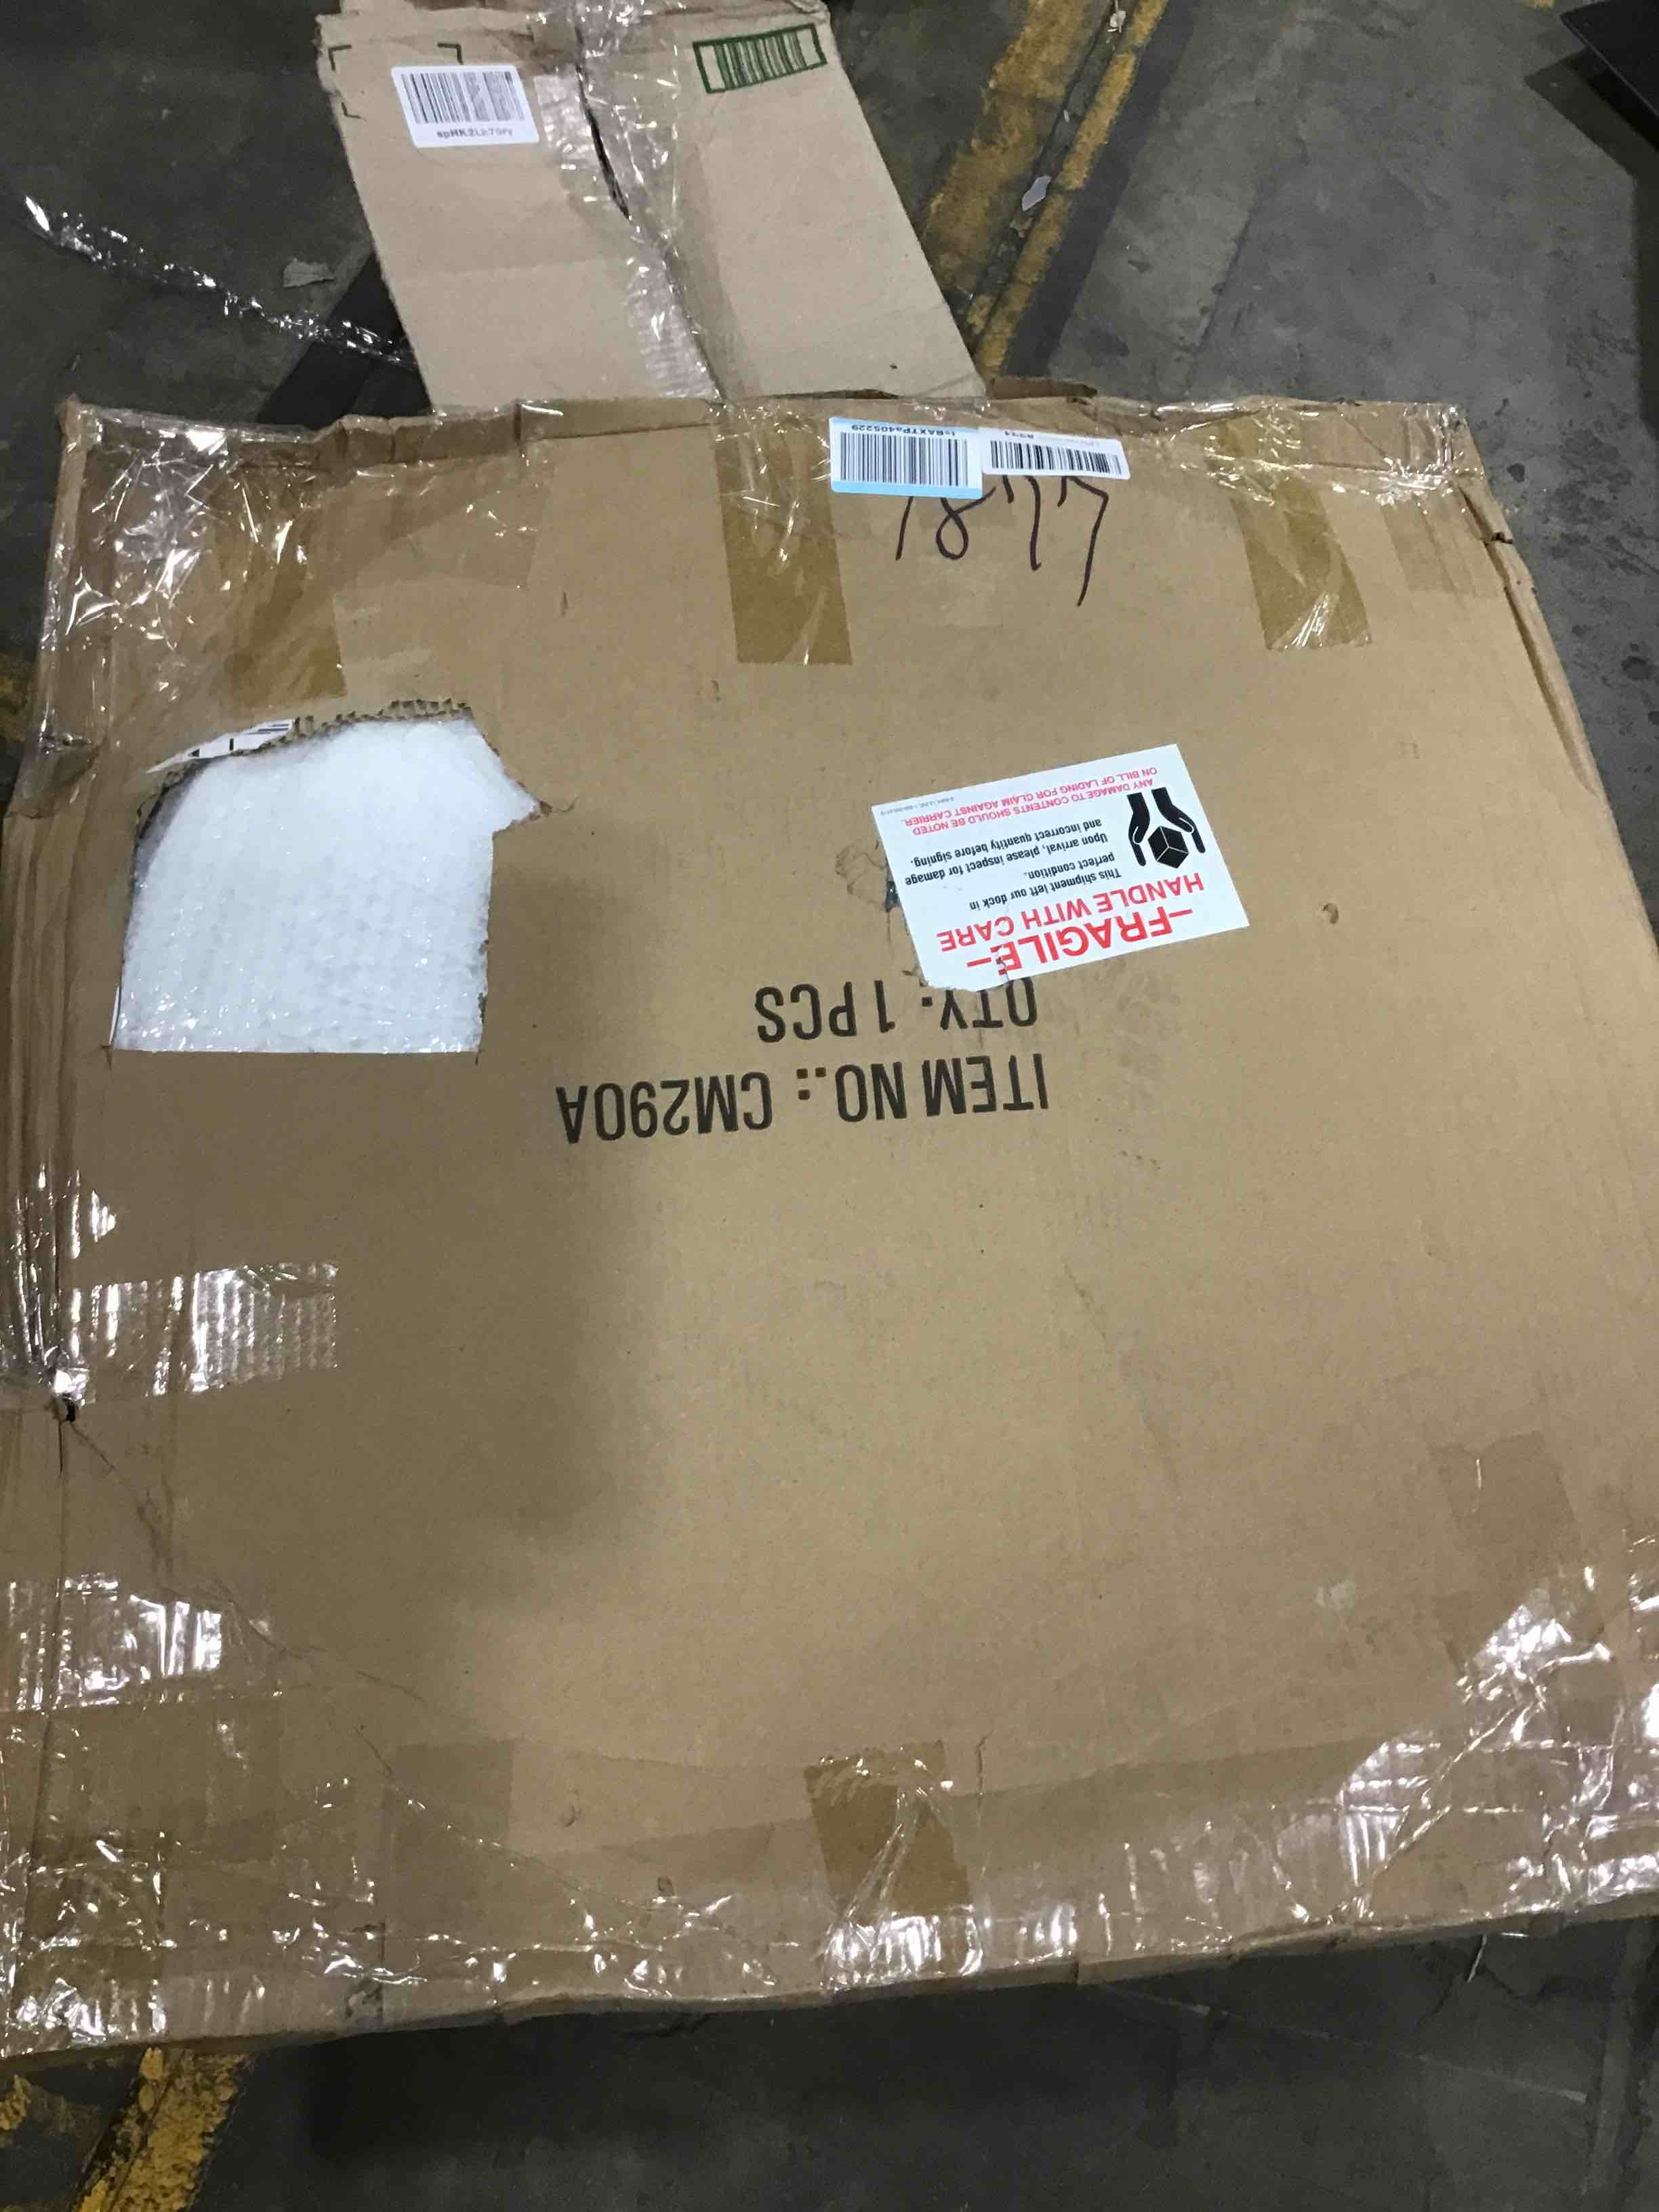 ITEM NO.: CM290A
QTY: 1 PCS
–FRAGILE–
HANDLE WITH CARE
This shipment left our dock in
perfect condition.
Upon arrival, please inspect for damage
and incorrect quantity before signing.
ANY DAMAGE TO CONTENTS SHOULD BE NOTED
ON BILL OF LADING FOR CLAIM AGAINST CARRIER.
1877